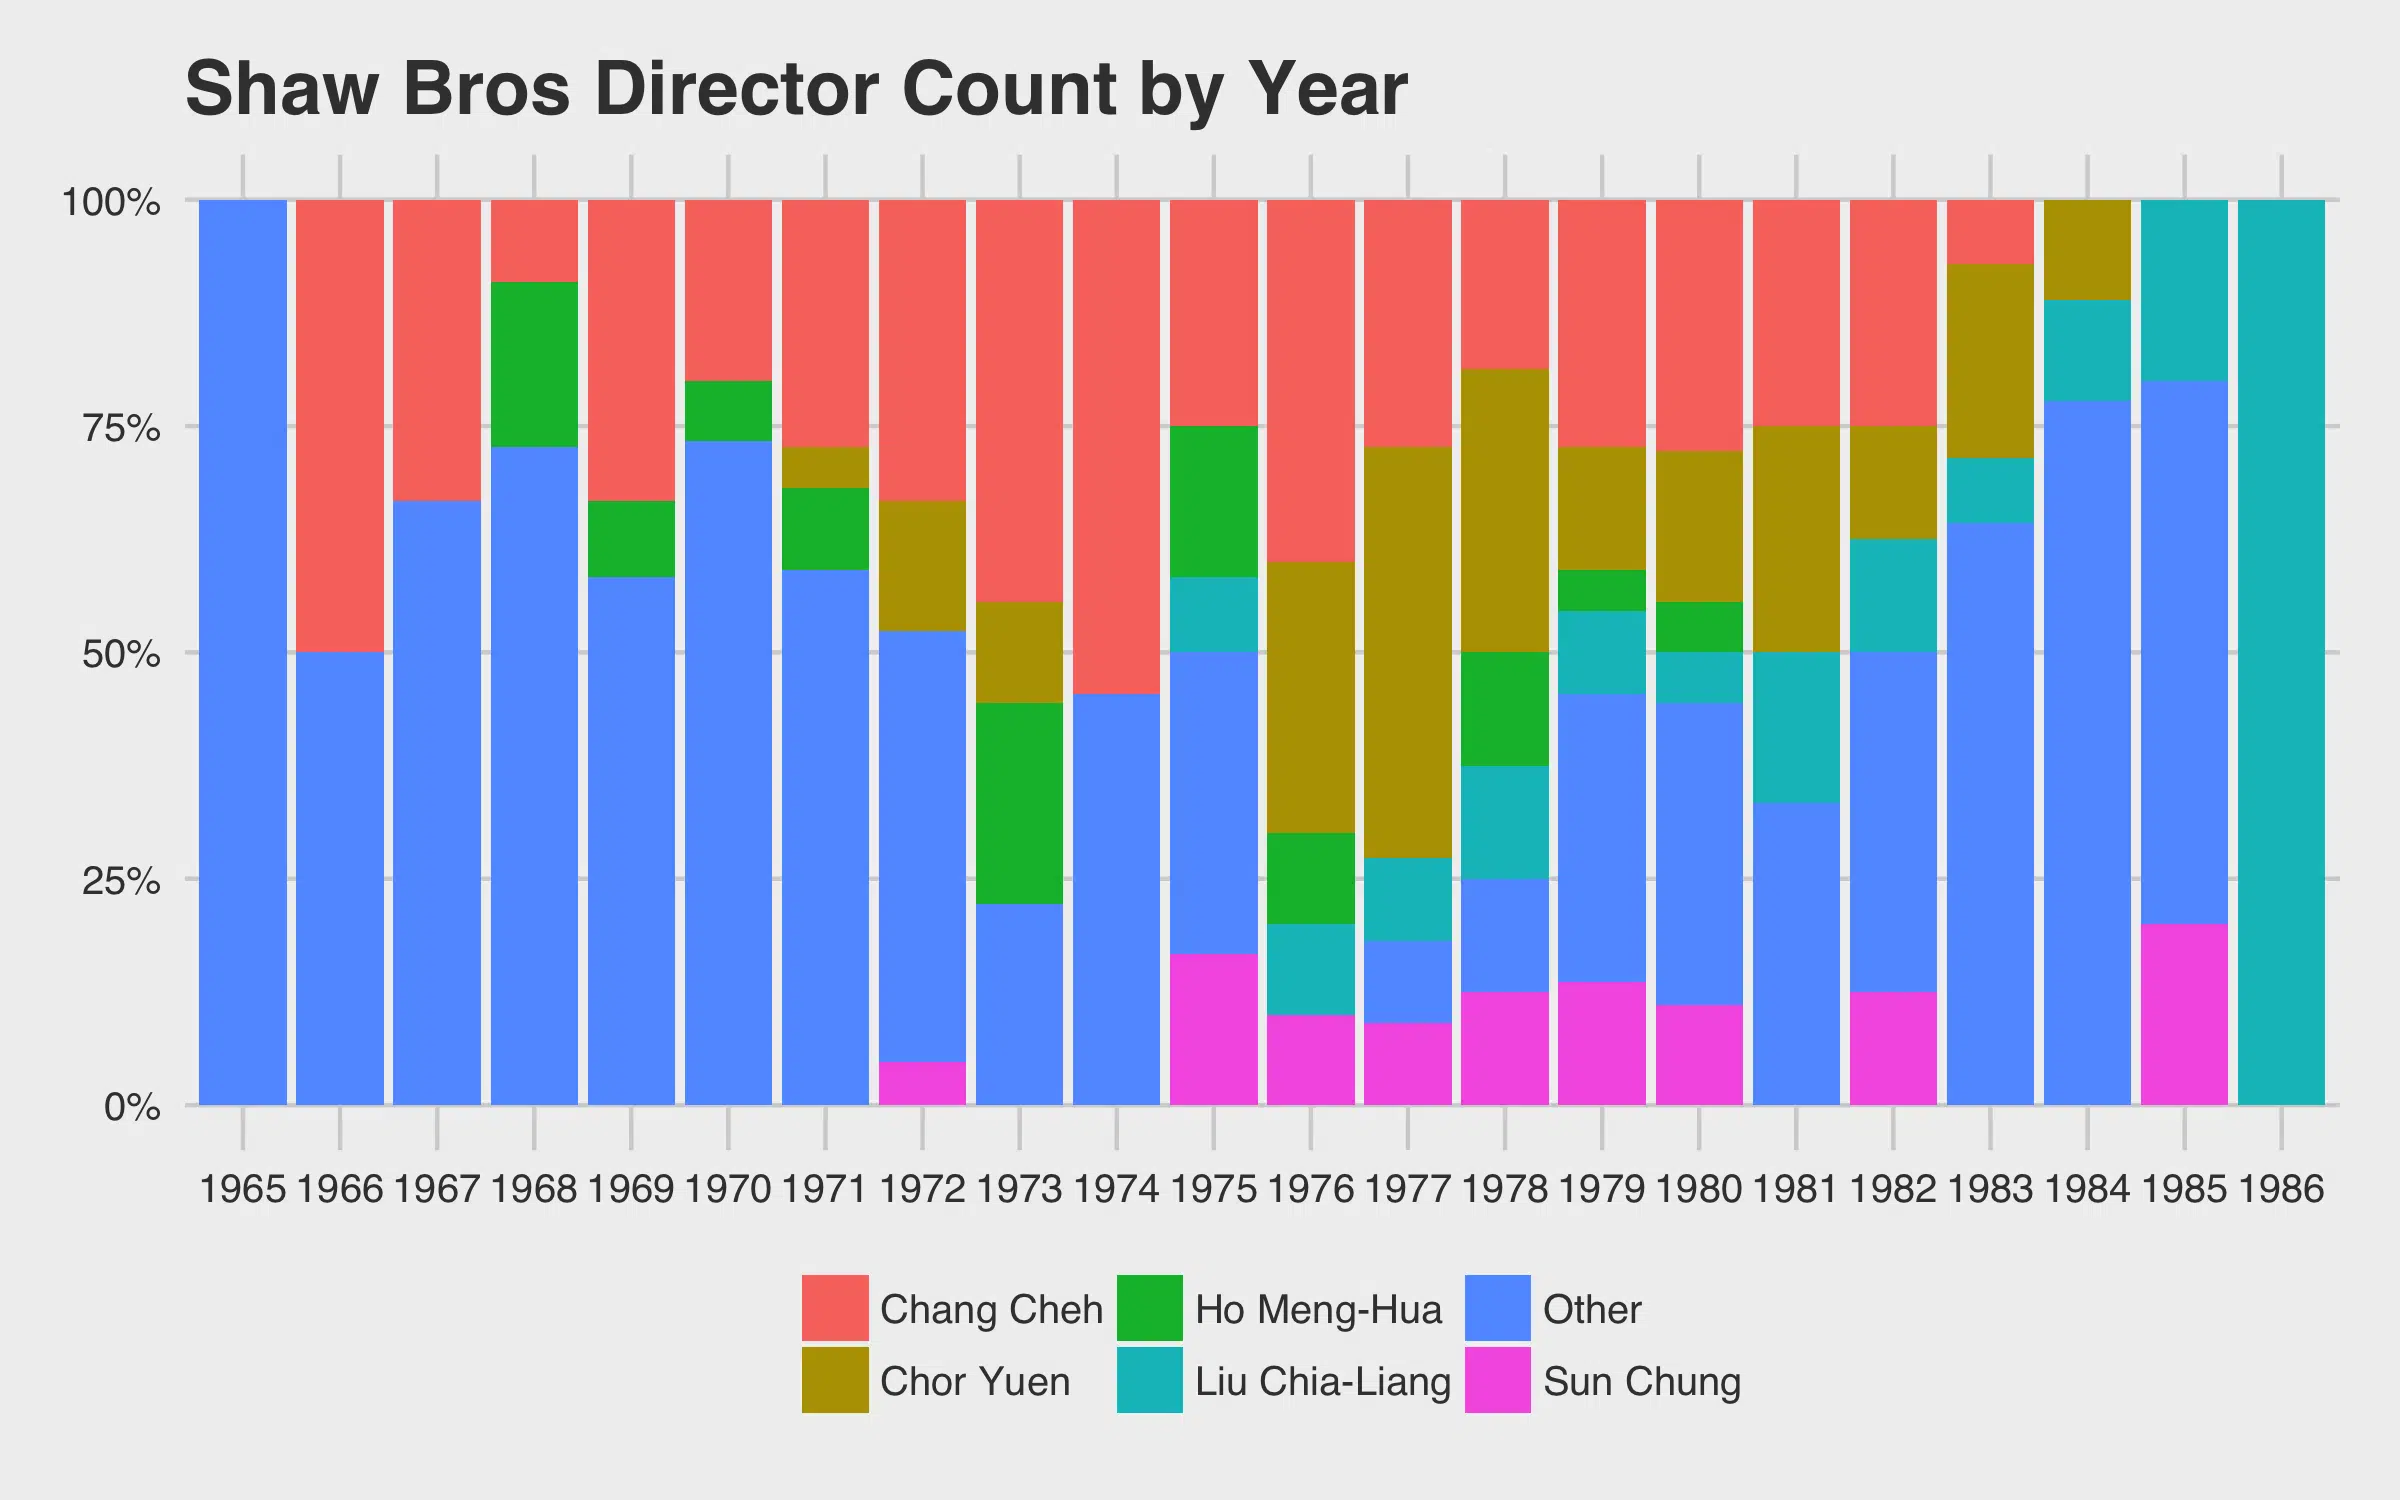 Shaw Bros Director Count by Year
100%
75%
50%
25%
0%
1965 1966 1967 1968 1969 1970 1971 1972 1973 1974 1975 1976 1977 1978 1979 1980 1981 1982 1983 1984 1985 1986
Chang Cheh Ho Meng-Hua Other
Chor Yuen Liu Chia-Liang Sun Chung